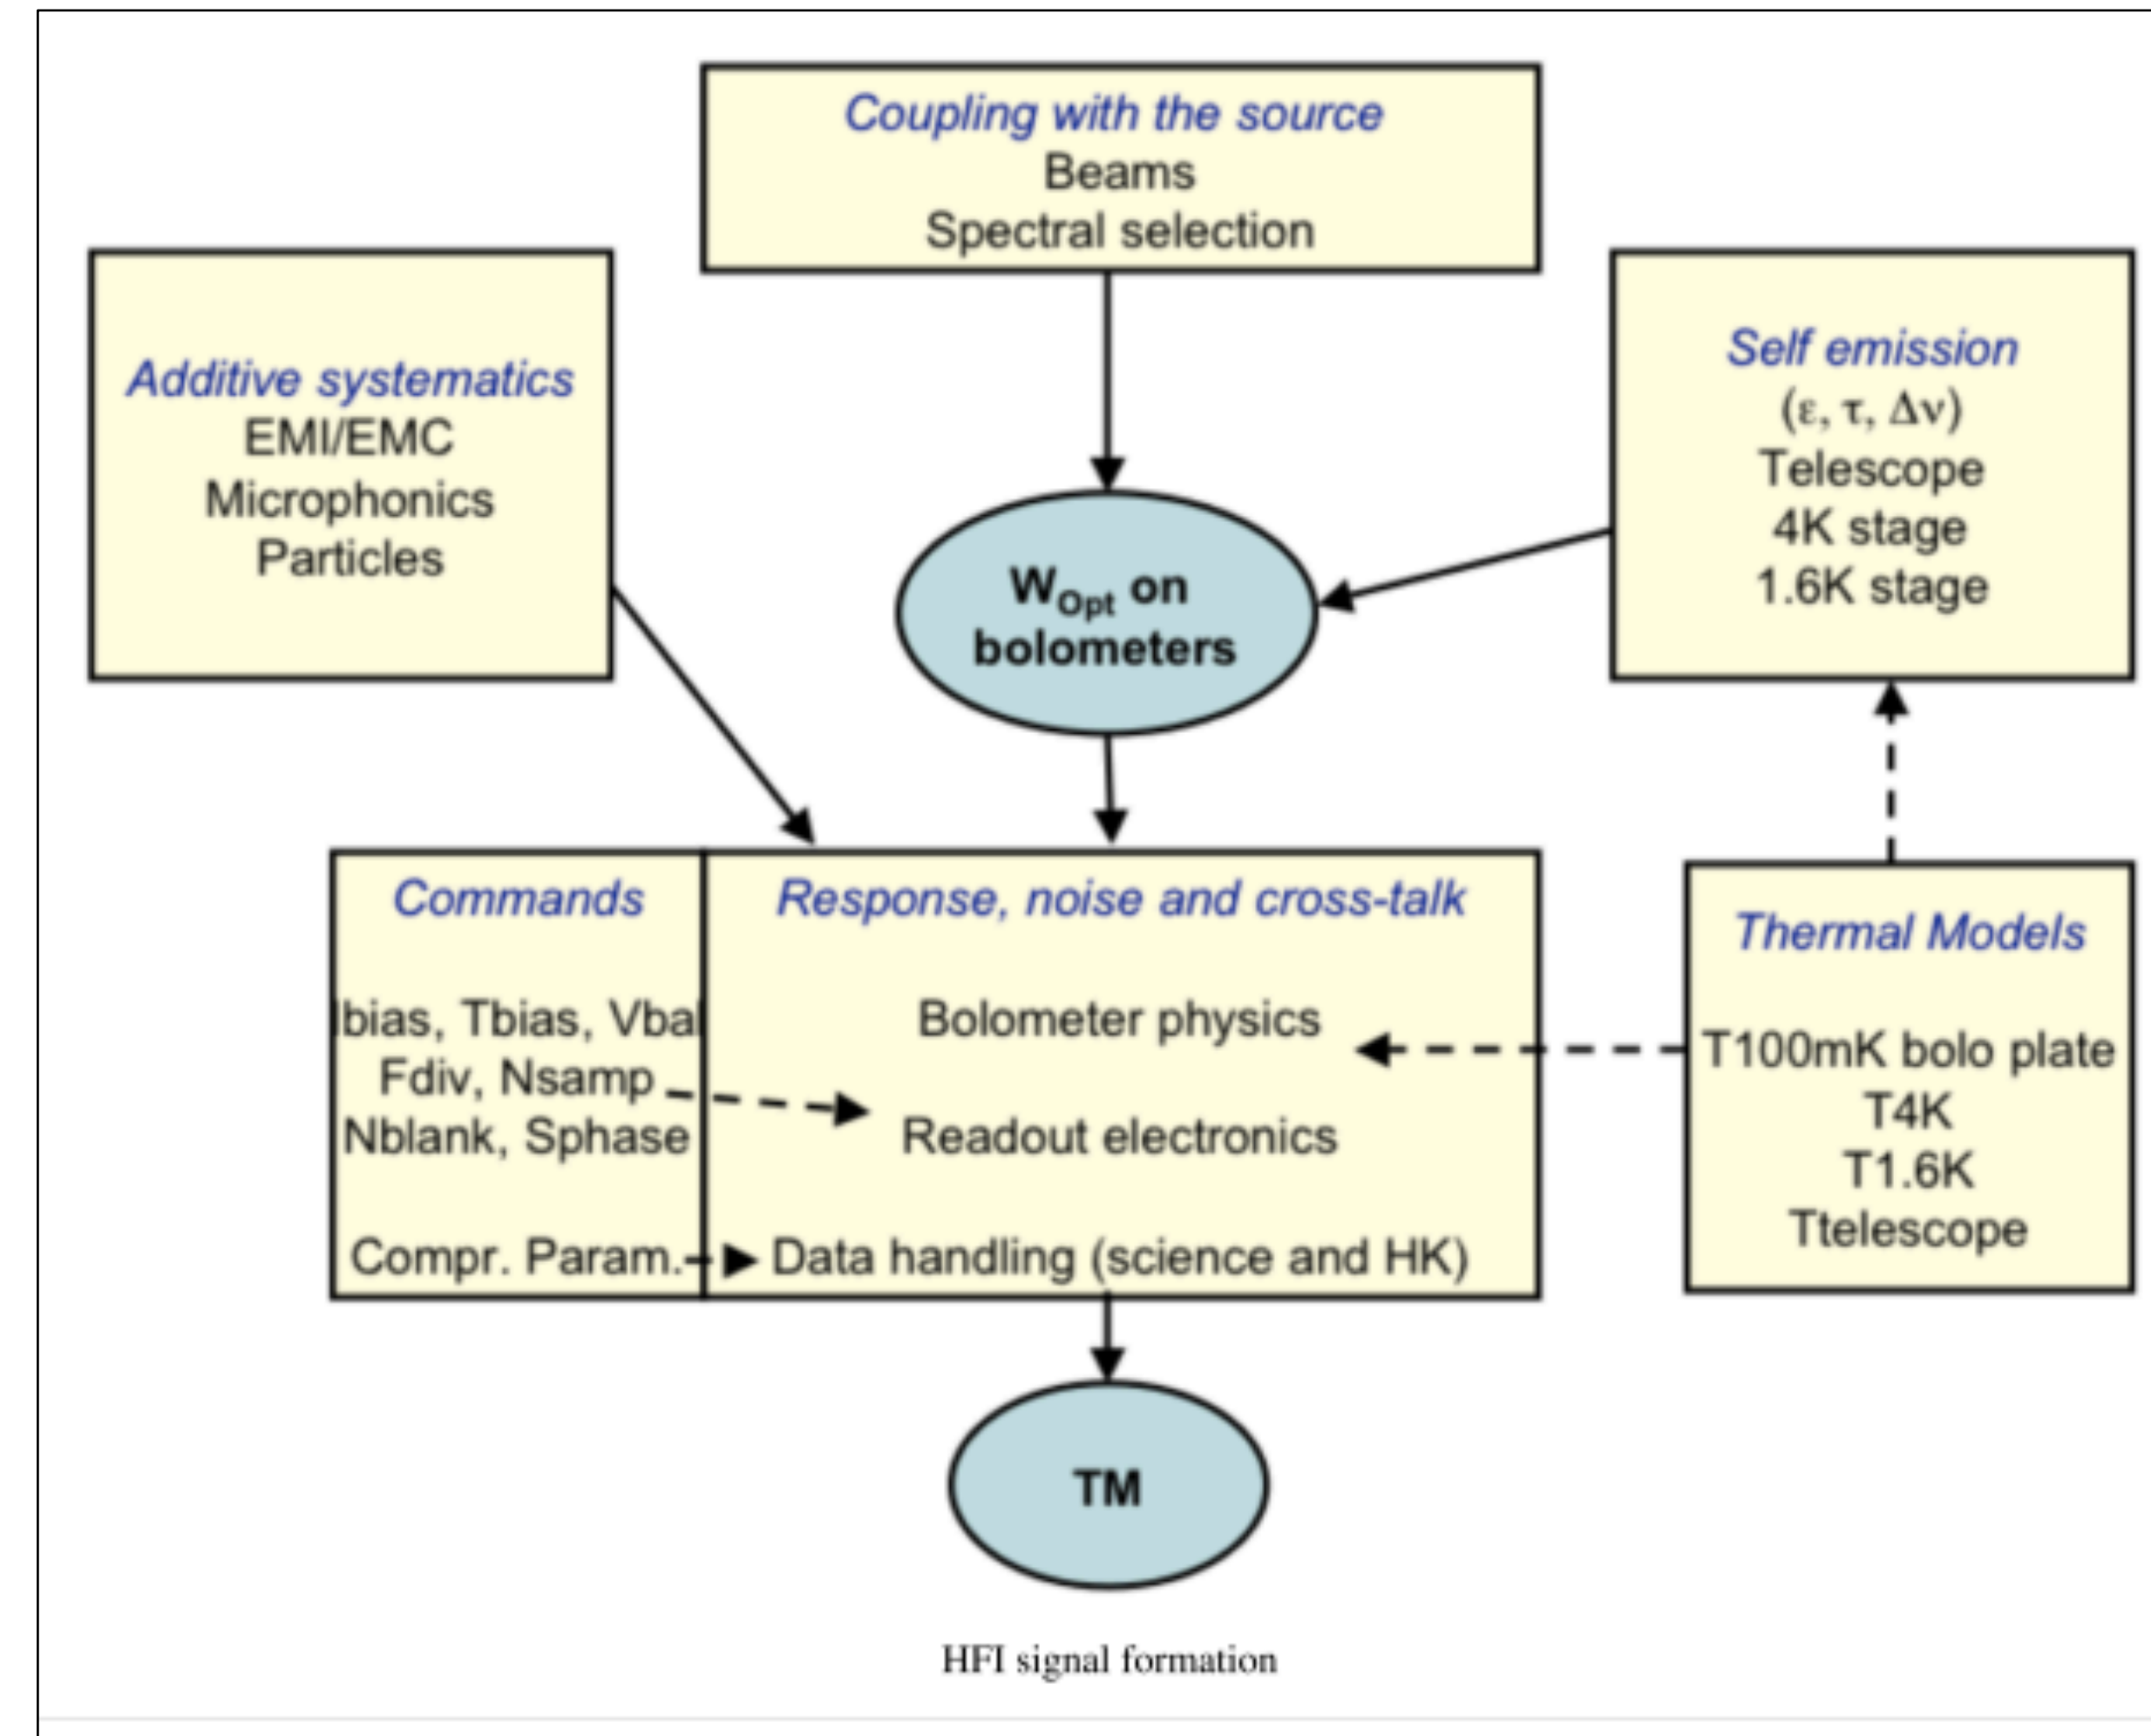 Coupling with the source
Beams
Spectral selection
Additive systematics
EMI/EMC
Microphonics
Particles
Self emission
(ε, τ, Δν)
Telescope
4K stage
1.6K stage
W_Opt on
bolometers
Commands
Ibias, Tbias, Vbal
Fdiv, Nsamp
Nblank, Sphase
Compr. Param.
Response, noise and cross-talk
Bolometer physics
Readout electronics
Data handling (science and HK)
Thermal Models
T100mK bolo plate
T4K
T1.6K
Ttelescope
TM
HFI signal formation